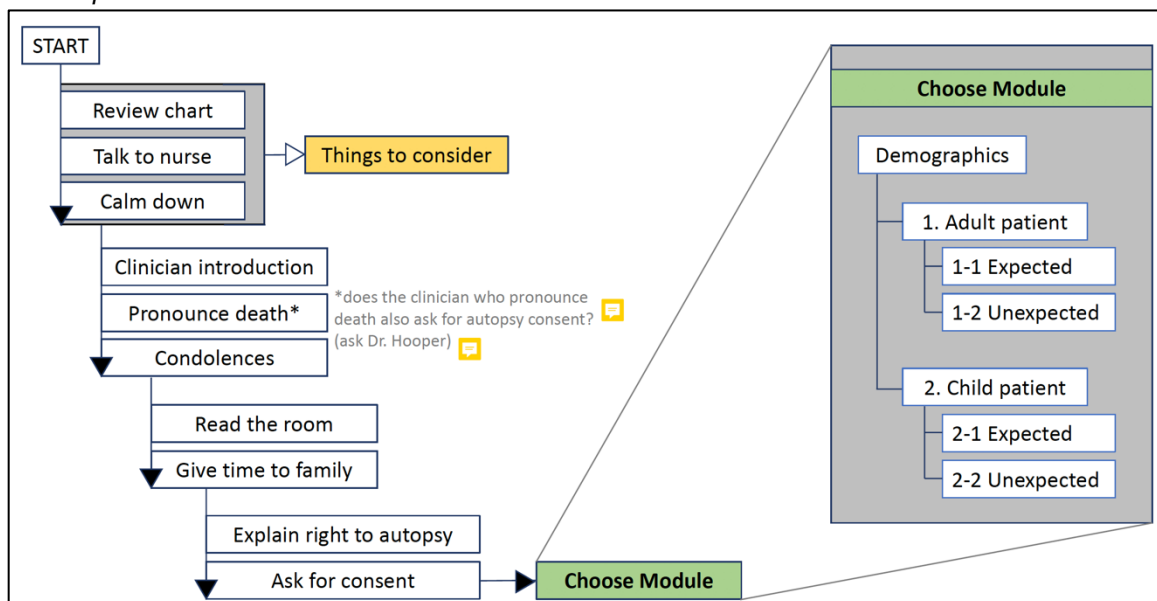 START
Review chart
Talk to nurse
Calm down
Things to consider
Clinician introduction
Pronounce death*
Condolences
*does the clinician who pronounce
death also ask for autopsy consent?
(ask Dr. Hooper)
Read the room
Give time to family
Explain right to autopsy
Ask for consent
Choose Module
Choose Module
Demographics
1. Adult patient
1-1 Expected
1-2 Unexpected
2. Child patient
2-1 Expected
2-2 Unexpected